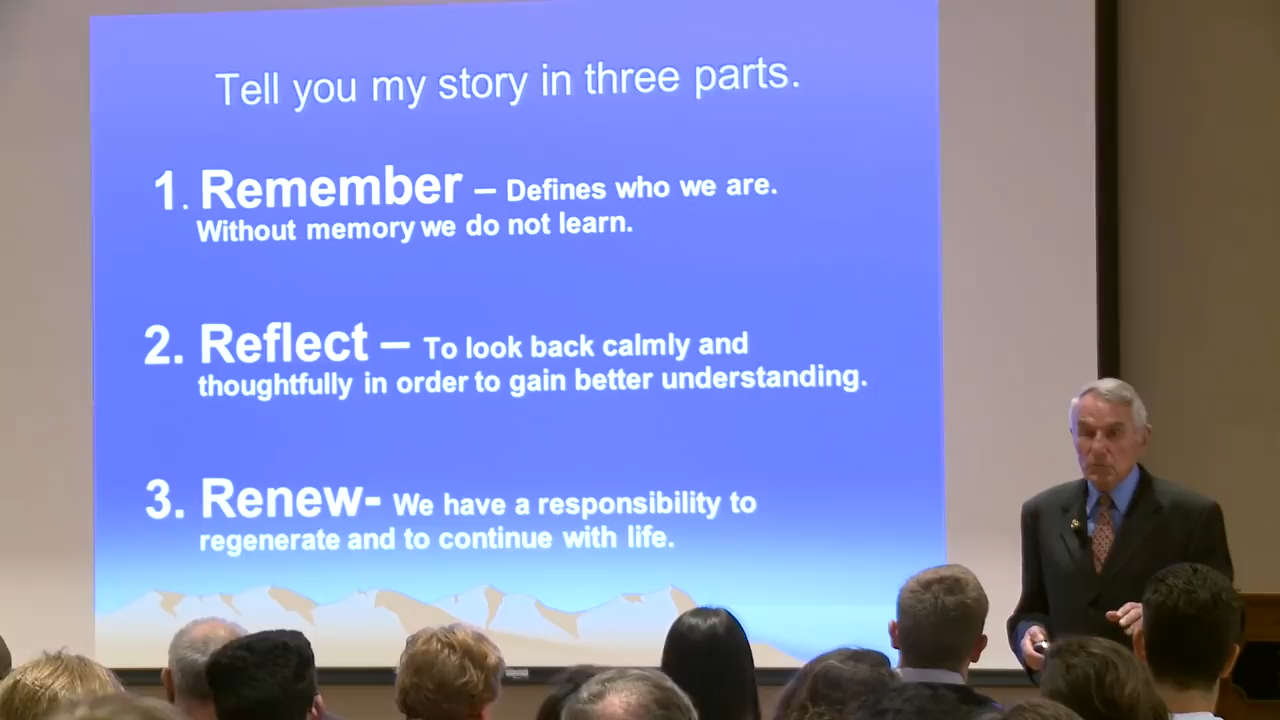 Tell you my story in three parts.
1. Remember – Defines who we are.
Without memory we do not learn.
2. Reflect – To look back calmly and
thoughtfully in order to gain better understanding.
3. Renew- We have a responsibility to
regenerate and to continue with life.